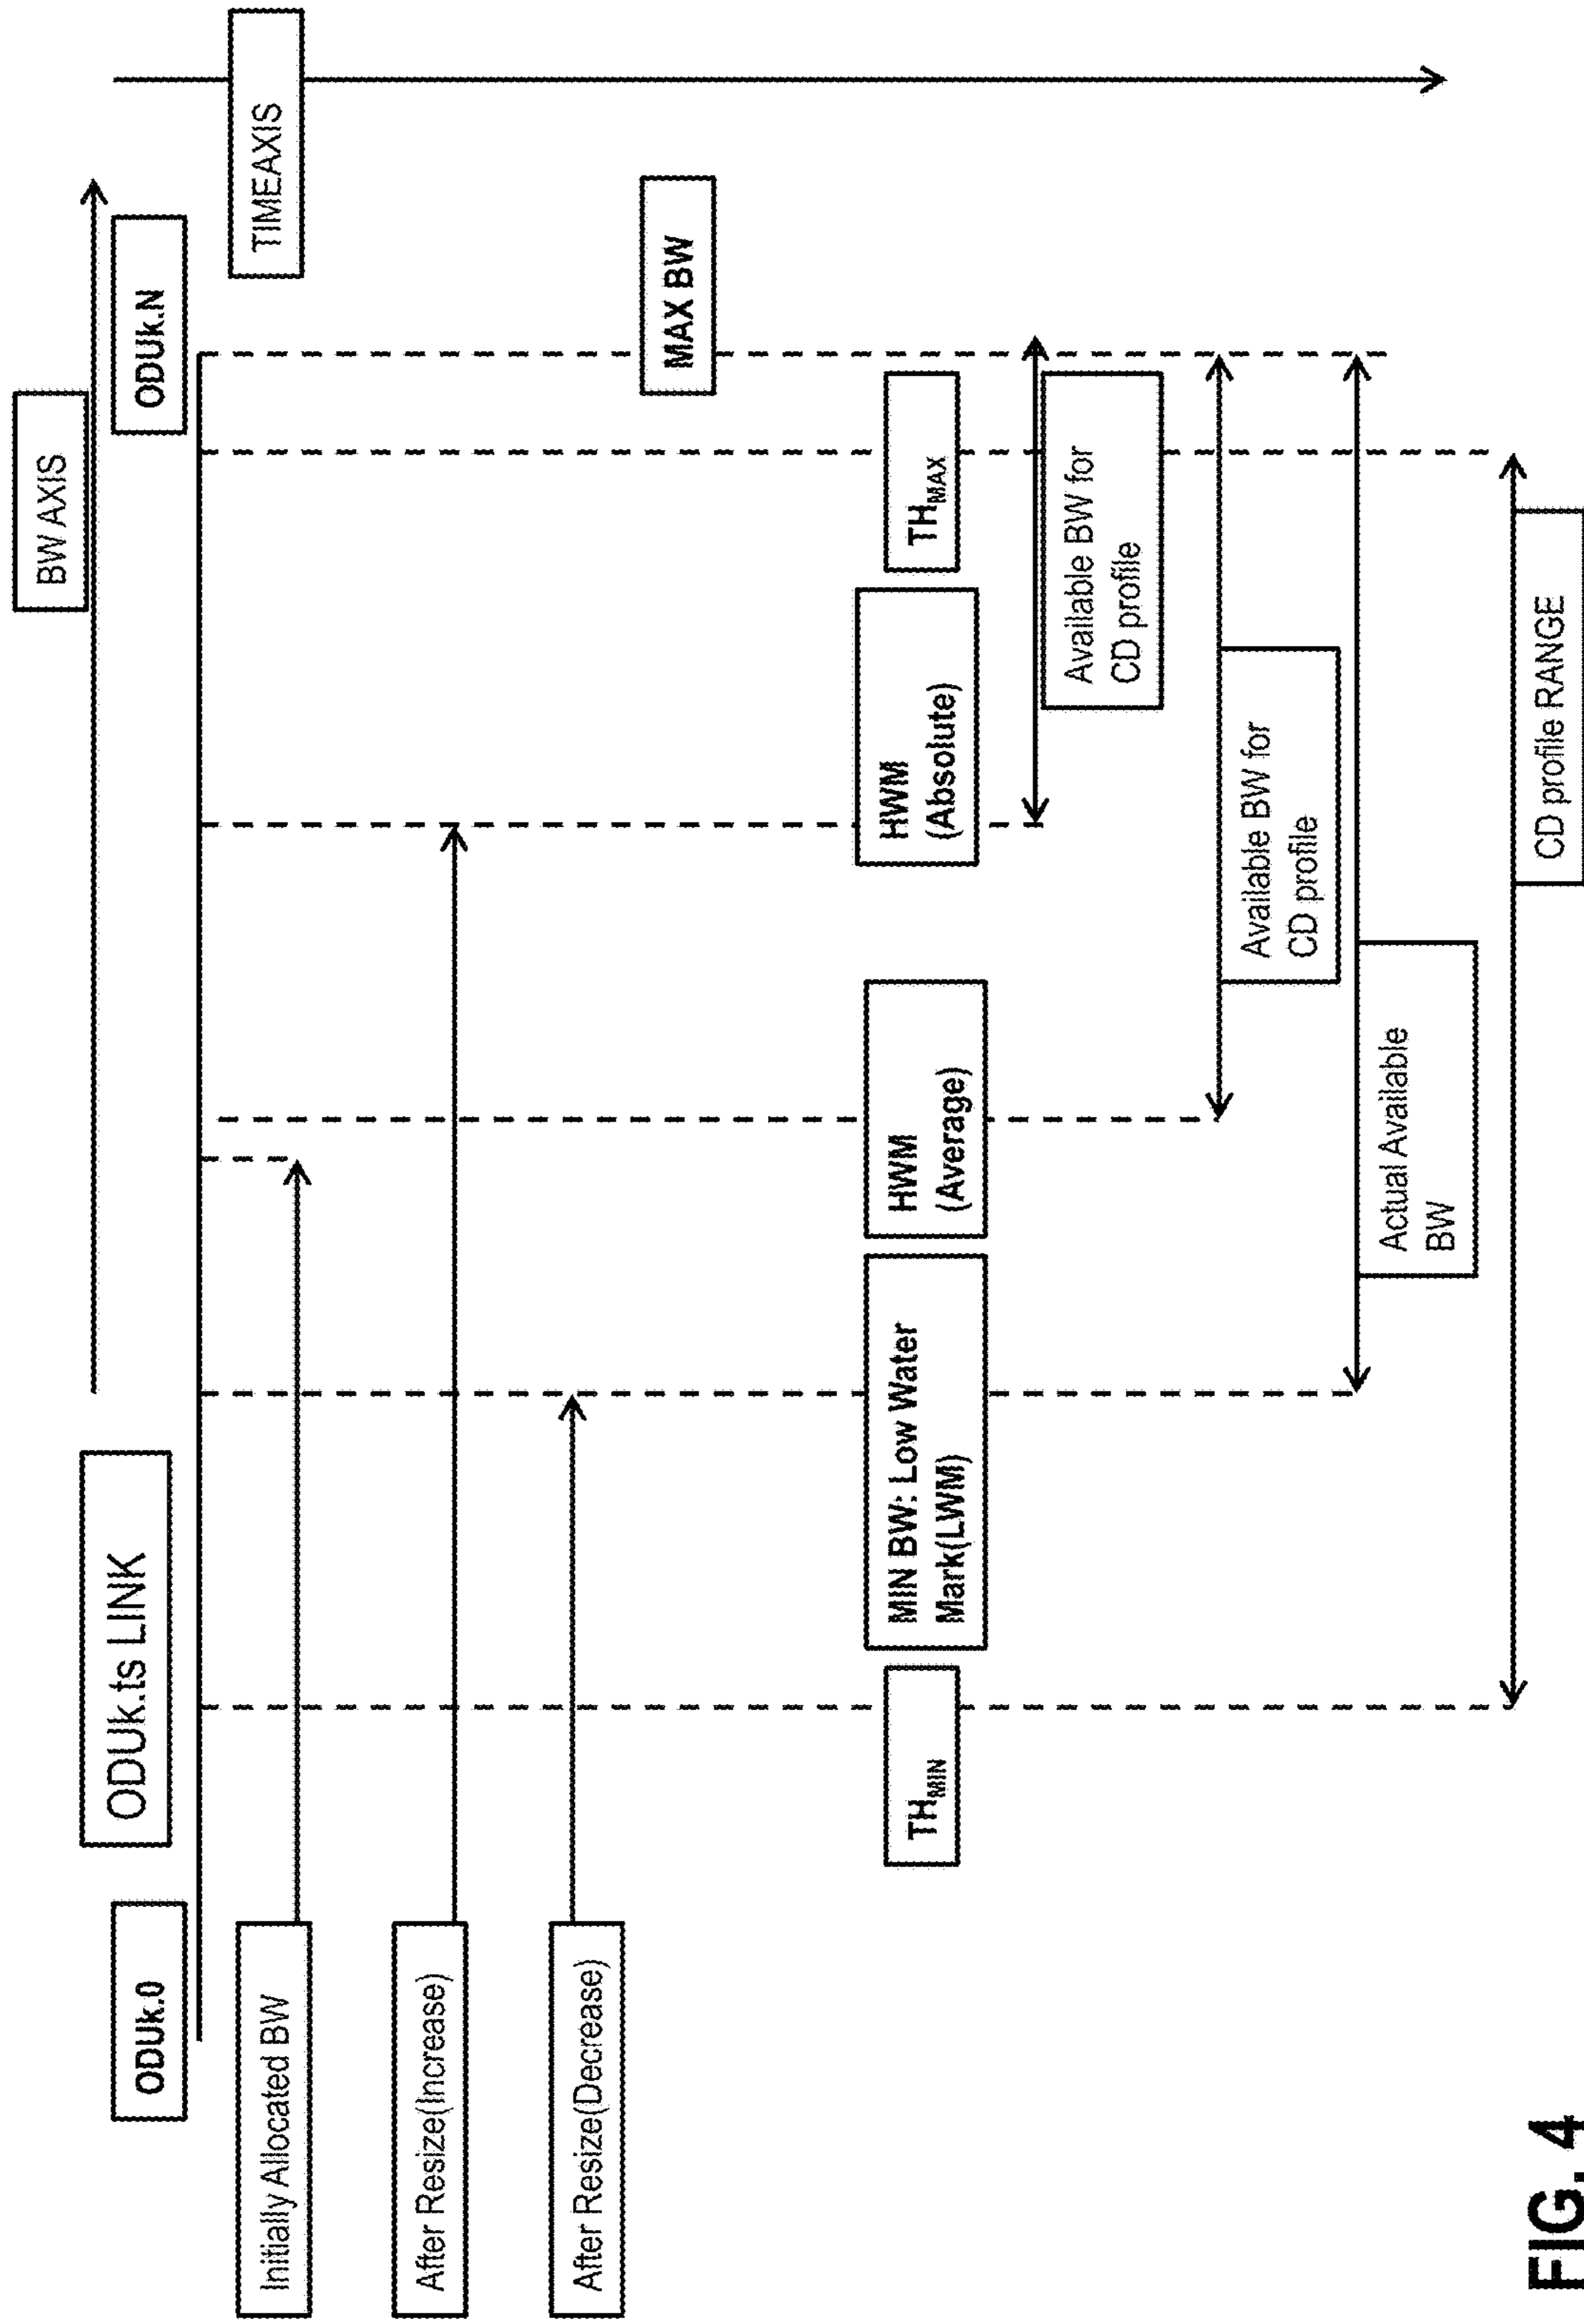 BW AXIS
ODUk.0
ODUk.ts LINK
ODUk.N
TIMEAXIS
Initially Allocated BW
After Resize(Increase)
After Resize(Decrease)
MAX BW
TH_MIN
MIN BW: Low Water
Mark(LWM)
HWM
(Average)
HWM
(Absolute)
TH_MAX
Available BW for
CD profile
Available BW for
CD profile
Actual Available
BW
CD profile RANGE
FIG. 4